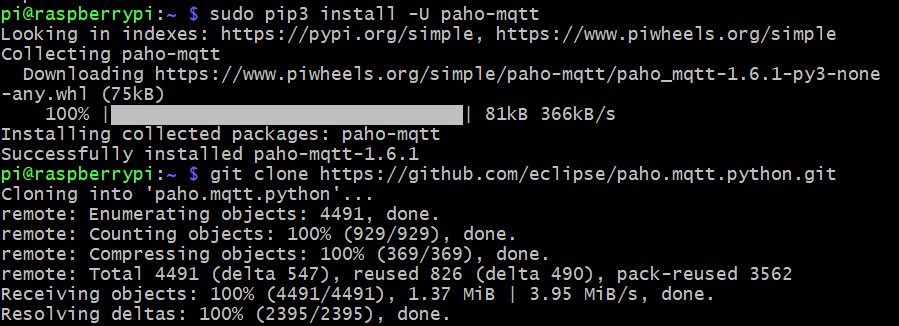 pi@raspberrypi:~ $ sudo pip3 install -U paho-mqtt
Looking in indexes: https://pypi.org/simple, https://www.piwheels.org/simple
Collecting paho-mqtt
  Downloading https://www.piwheels.org/simple/paho-mqtt/paho_mqtt-1.6.1-py3-none
-any.whl (75kB)
    100% |                                | 81kB 366kB/s
Installing collected packages: paho-mqtt
Successfully installed paho-mqtt-1.6.1
pi@raspberrypi:~ $ git clone https://github.com/eclipse/paho.mqtt.python.git
Cloning into 'paho.mqtt.python'...
remote: Enumerating objects: 4491, done.
remote: Counting objects: 100% (929/929), done.
remote: Compressing objects: 100% (369/369), done.
remote: Total 4491 (delta 547), reused 826 (delta 490), pack-reused 3562
Receiving objects: 100% (4491/4491), 1.37 MiB | 3.95 MiB/s, done.
Resolving deltas: 100% (2395/2395), done.